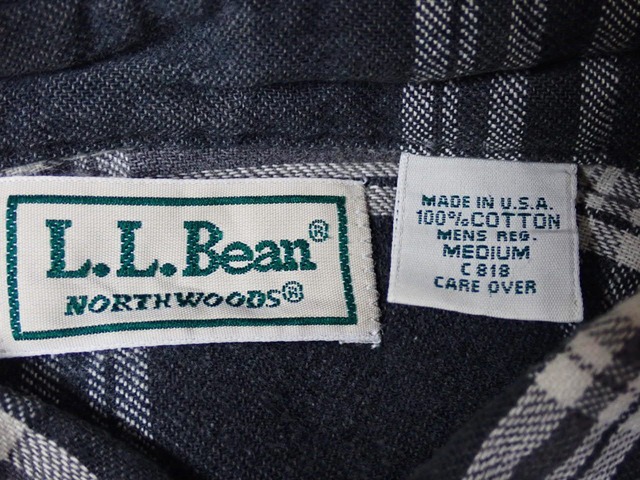 L.L.Bean®
NORTHWOODS®
MADE IN U.S.A.
100%COTTON
MENS REG.
MEDIUM
C 818
CARE OVER